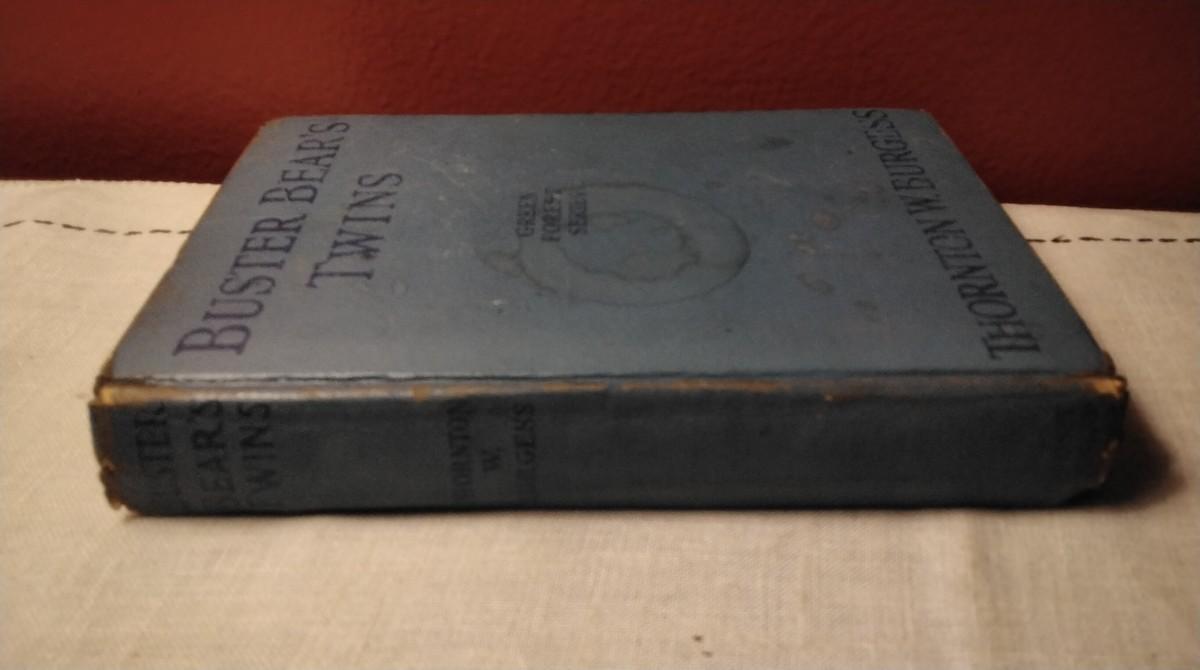 BUSTER BEAR'S
TWINS
GREEN
FOREST
SERIES
THORNTON W. BURGESS
BUSTER
BEAR'S
TWINS
THORNTON
W.
BURGESS